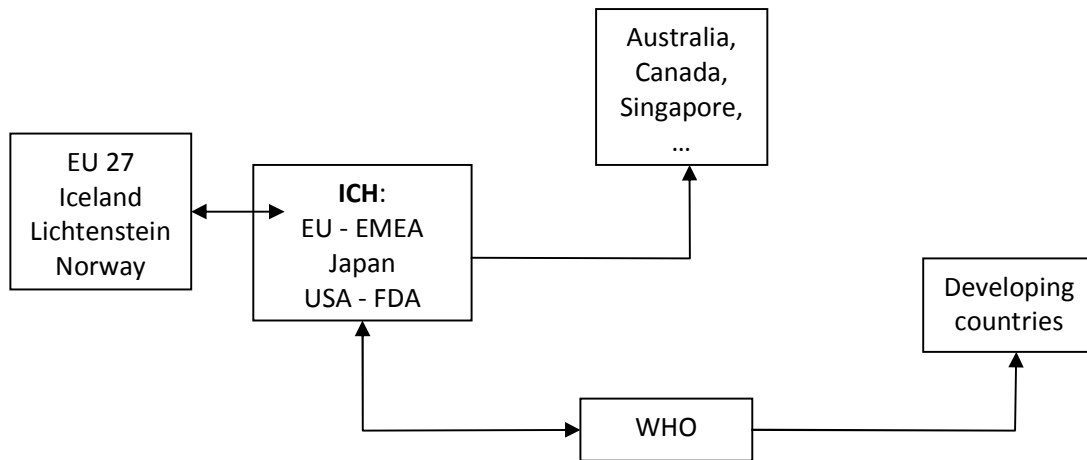 Australia,
Canada,
Singapore,
...
EU 27
Iceland
Lichtenstein
Norway
ICH:
EU - EMEA
Japan
USA - FDA
Developing
countries
WHO